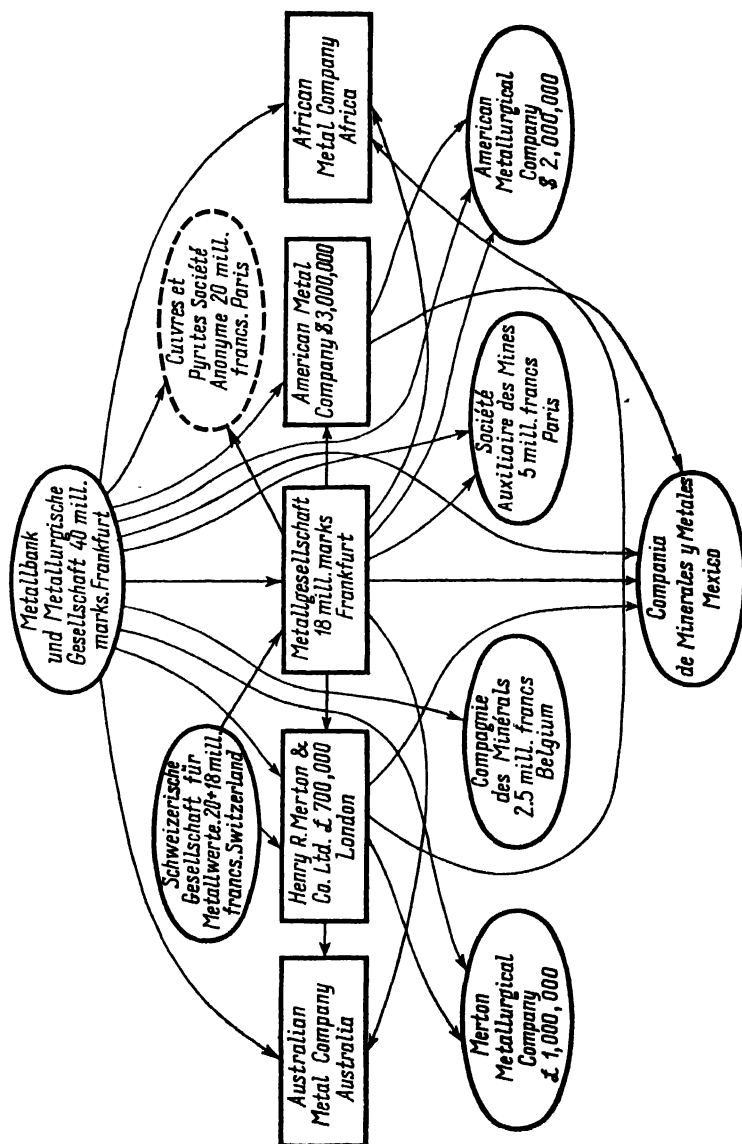 Metallbank
und Metallurgische
Gesellschaft 40 mill.
marks. Frankfurt
Schweizerische
Gesellschaft für
Metallwerte. 20+18 mill.
francs. Switzerland
Cuivres et
Pyrites Société
Anonyme 20 mill.
francs. Paris
Australian
Metal Company
Australia
Henry R. Merton &
Co. Ltd. £ 700,000
London
Metallgesellschaft
18 mill. marks
Frankfurt
American Metal
Company $3,000,000
African
Metal Company
Africa
Merton
Metallurgical
Company
£ 1,000,000
Compagnie
des Minérals
2.5 mill. francs
Belgium
Société
Auxiliaire des Mines
5 mill. francs
Paris
American
Metallurgical
Company
$ 2,000,000
Compania
de Minerales y Metales
Mexico